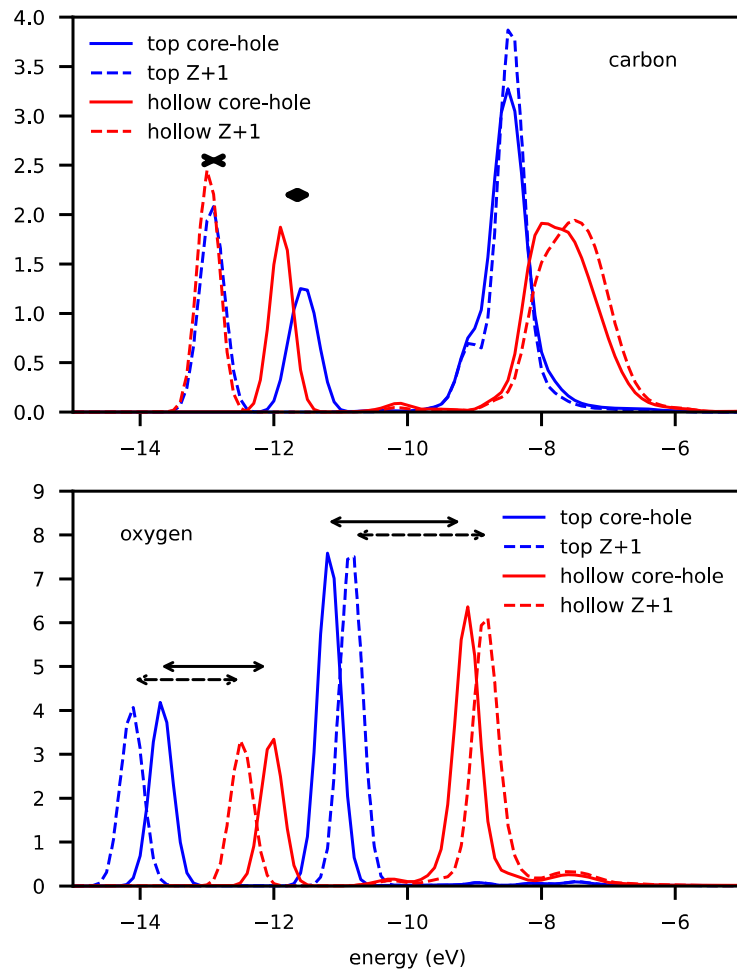 4.0
3.5
3.0
2.5
2.0
1.5
1.0
0.5
0.0
top core-hole
top Z+1
hollow core-hole
hollow Z+1
carbon
−14 −12 −10 −8 −6
9
8
7
6
5
4
3
2
1
0
oxygen
top core-hole
top Z+1
hollow core-hole
hollow Z+1
−14 −12 −10 −8 −6
energy (eV)